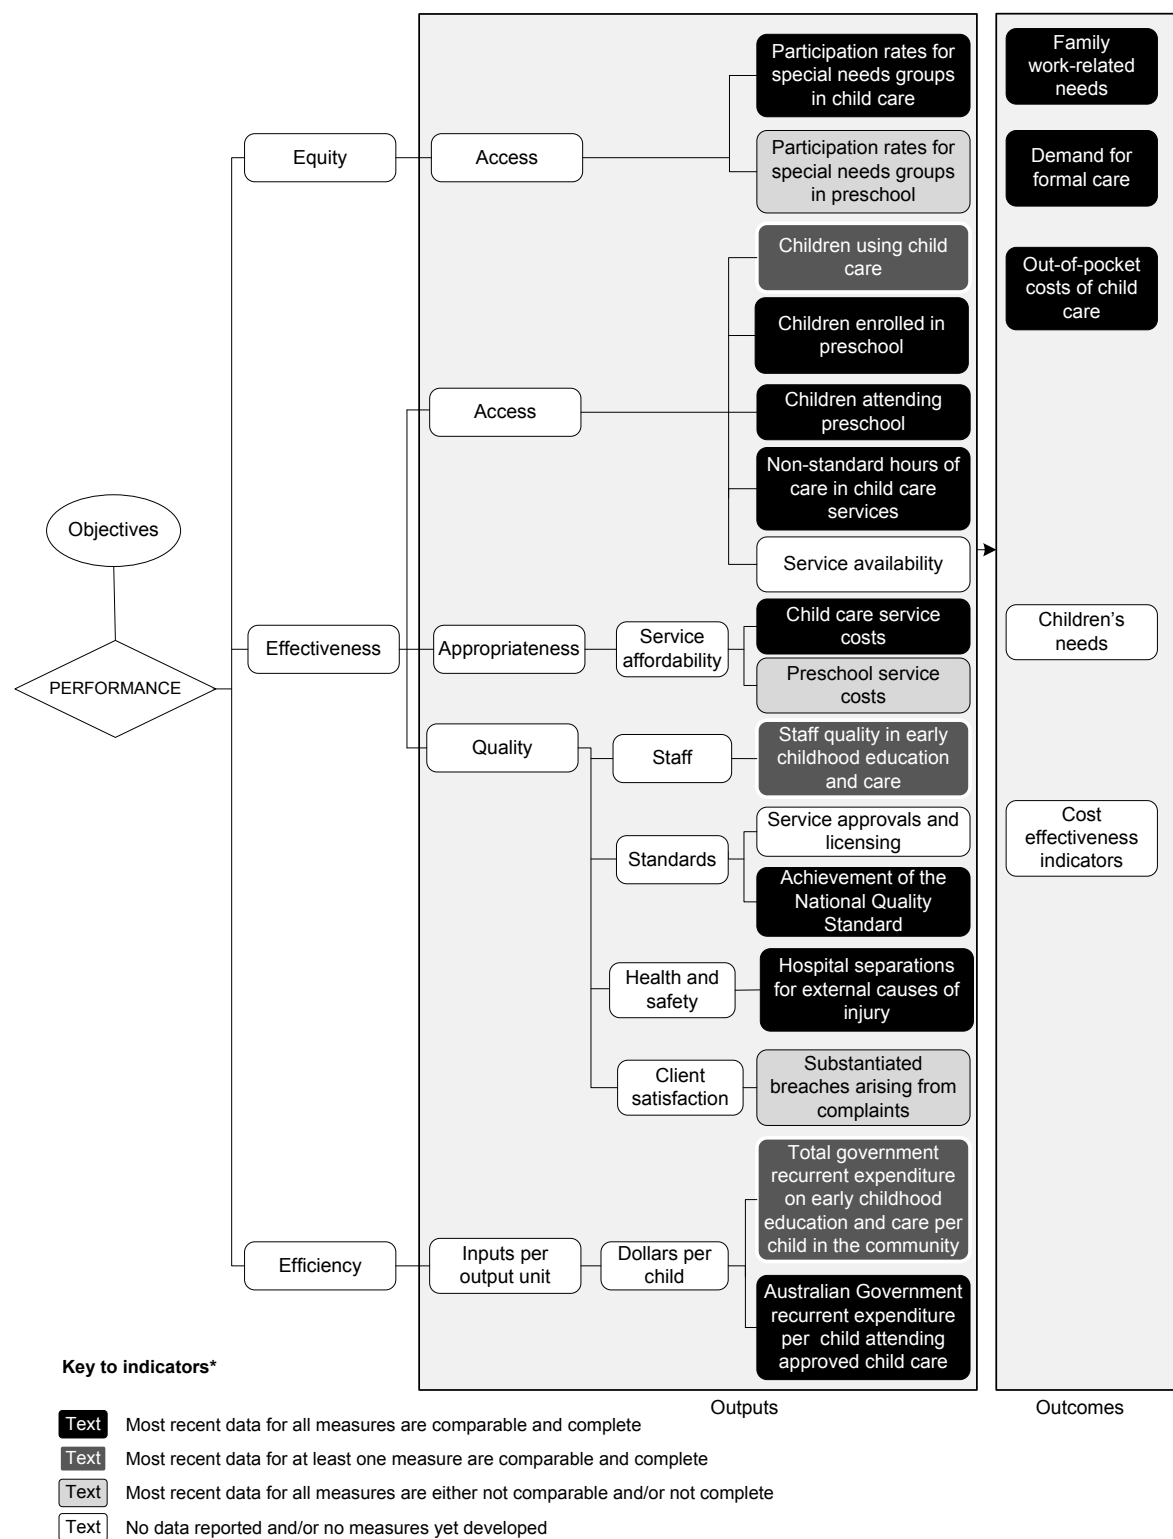 Objectives
PERFORMANCE
Equity
Access
Participation rates for
special needs groups
in child care
Participation rates for
special needs groups
in preschool
Effectiveness
Access
Children using child
care
Children enrolled in
preschool
Children attending
preschool
Non-standard hours of
care in child care
services
Service availability
Appropriateness
Service
affordability
Child care service
costs
Preschool service
costs
Quality
Staff
Staff quality in early
childhood education
and care
Standards
Service approvals and
licensing
Achievement of the
National Quality
Standard
Health and
safety
Hospital separations
for external causes of
injury
Client
satisfaction
Substantiated
breaches arising from
complaints
Efficiency
Inputs per
output unit
Dollars per
child
Total government
recurrent expenditure
on early childhood
education and care per
child in the community
Australian Government
recurrent expenditure
per child attending
approved child care
Outputs
Family
work-related
needs
Demand for
formal care
Out-of-pocket
costs of child
care
Children's
needs
Cost
effectiveness
indicators
Outcomes
Key to indicators*
Text Most recent data for all measures are comparable and complete
Text Most recent data for at least one measure are comparable and complete
Text Most recent data for all measures are either not comparable and/or not complete
Text No data reported and/or no measures yet developed